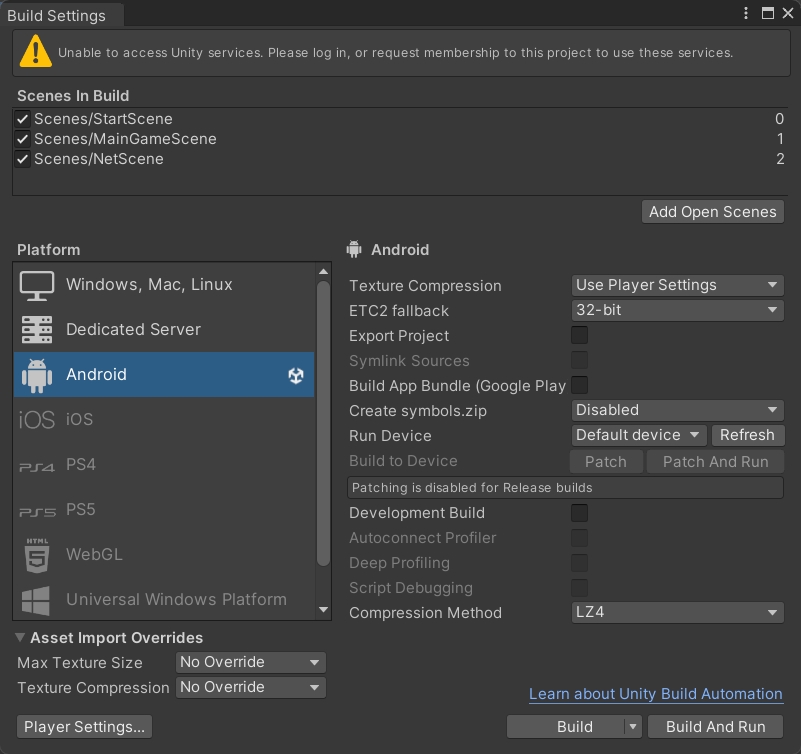 Build Settings
Unable to access Unity services. Please log in, or request membership to this project to use these services.
Scenes In Build
Scenes/StartScene 0
Scenes/MainGameScene 1
Scenes/NetScene 2
Add Open Scenes
Platform
Windows, Mac, Linux
Dedicated Server
Android
iOS iOS
PS4 PS4
PS5 PS5
HTML 5 WebGL
Universal Windows Platform
Android
Texture Compression Use Player Settings
ETC2 fallback 32-bit
Export Project
Symlink Sources
Build App Bundle (Google Play
Create symbols.zip Disabled
Run Device Default device Refresh
Build to Device Patch Patch And Run
Patching is disabled for Release builds
Development Build
Autoconnect Profiler
Deep Profiling
Script Debugging
Compression Method LZ4
Asset Import Overrides
Max Texture Size No Override
Texture Compression No Override
Learn about Unity Build Automation
Player Settings... Build Build And Run